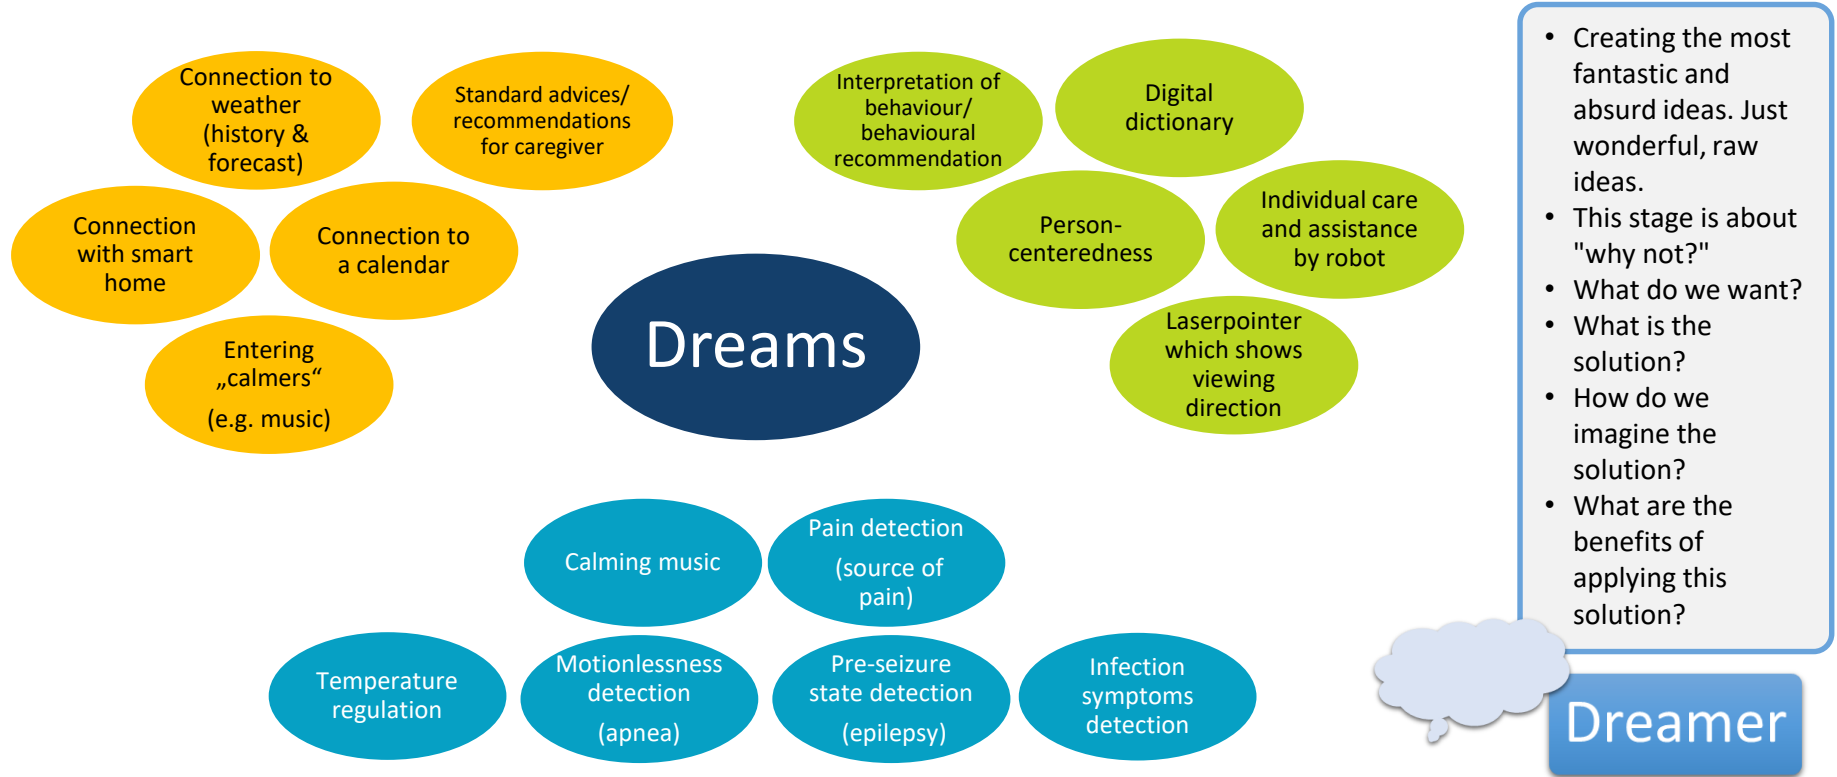 Connection to
weather
(history &
forecast)
Standard advices/
recommendations
for caregiver
Connection
with smart
home
Connection to
a calendar
Entering
„calmers“
(e.g. music)
Interpretation of
behaviour/
behavioural
recommendation
Digital
dictionary
Person-
centeredness
Individual care
and assistance
by robot
Laserpointer
which shows
viewing
direction
Dreams
Calming music
Pain detection
(source of
pain)
Temperature
regulation
Motionlessness
detection
(apnea)
Pre-seizure
state detection
(epilepsy)
Infection
symptoms
detection
• Creating the most
fantastic and
absurd ideas. Just
wonderful, raw
ideas.
• This stage is about
"why not?"
• What do we want?
• What is the
solution?
• How do we
imagine the
solution?
• What are the
benefits of
applying this
solution?
Dreamer